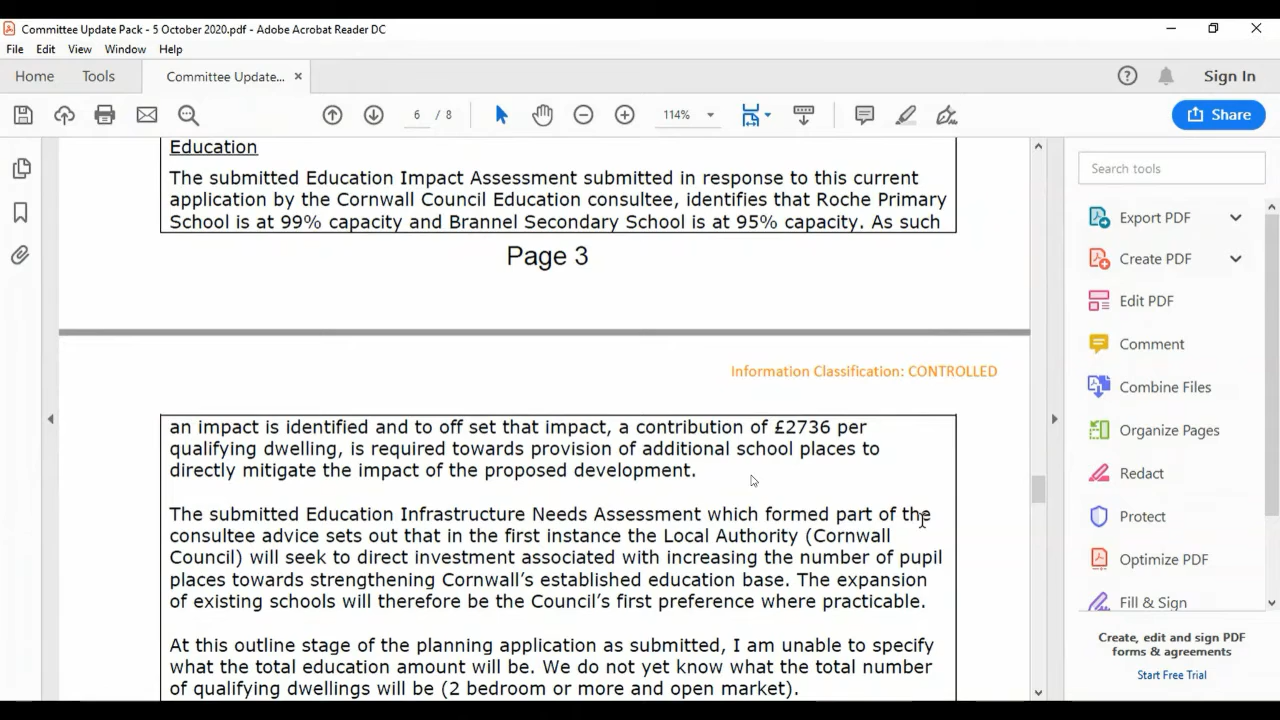 Committee Update Pack - 5 October 2020.pdf - Adobe Acrobat Reader DC
File Edit View Window Help
Home Tools Committee Update... × Sign In
6 / 8 114% Share
Education
The submitted Education Impact Assessment submitted in response to this current
application by the Cornwall Council Education consultee, identifies that Roche Primary
School is at 99% capacity and Brannel Secondary School is at 95% capacity. As such
Page 3
Information Classification: CONTROLLED
an impact is identified and to off set that impact, a contribution of £2736 per
qualifying dwelling, is required towards provision of additional school places to
directly mitigate the impact of the proposed development.
The submitted Education Infrastructure Needs Assessment which formed part of the
consultee advice sets out that in the first instance the Local Authority (Cornwall
Council) will seek to direct investment associated with increasing the number of pupil
places towards strengthening Cornwall's established education base. The expansion
of existing schools will therefore be the Council's first preference where practicable.
At this outline stage of the planning application as submitted, I am unable to specify
what the total education amount will be. We do not yet know what the total number
of qualifying dwellings will be (2 bedroom or more and open market).
Search tools
Export PDF
Create PDF
Edit PDF
Comment
Combine Files
Organize Pages
Redact
Protect
Optimize PDF
Fill & Sign
Create, edit and sign PDF
forms & agreements
Start Free Trial